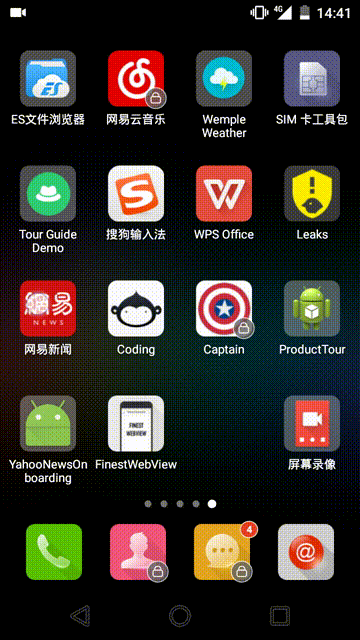 4G 14:41
ES
ES文件浏览器 网易云音乐 Wemple Weather SIM 卡工具包
S W !
Tour Guide Demo 搜狗输入法 WPS Office Leaks
網易
NEWS
网易新闻 Coding Captain ProductTour
FINEST
WEBVIEW
YahooNewsOn boarding FinestWebView 屏幕录像
4
@